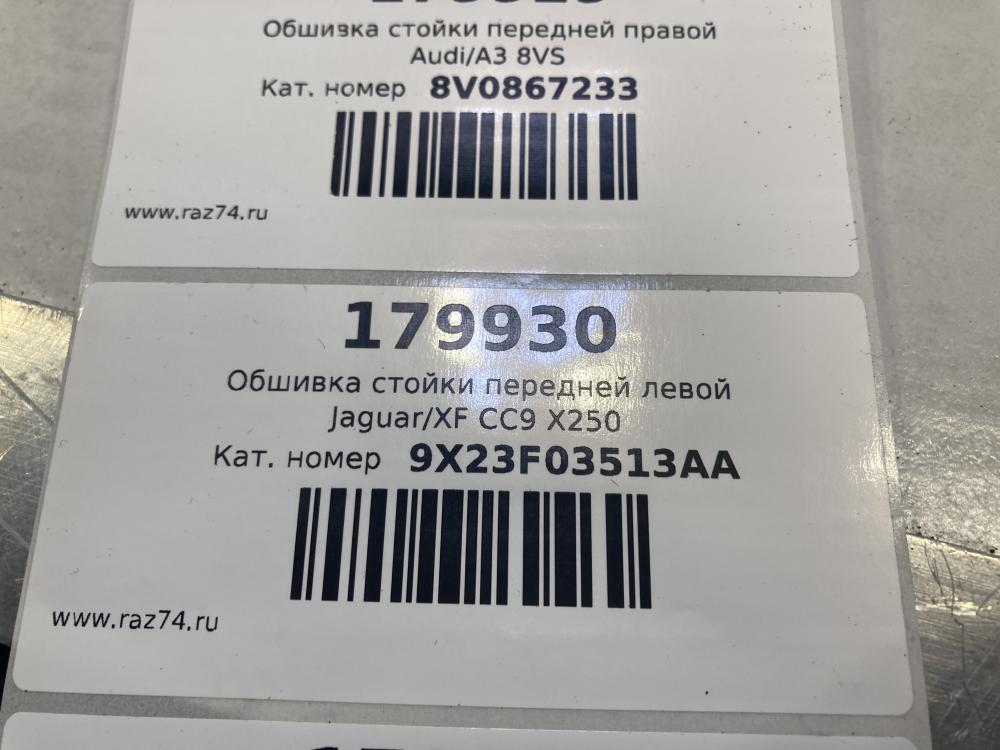 Обшивка стойки передней правой
Audi/A3 8VS
Кат. номер 8V0867233
www.raz74.ru
179930
Обшивка стойки передней левой
Jaguar/XF CC9 X250
Кат. номер 9X23F03513AA
www.raz74.ru